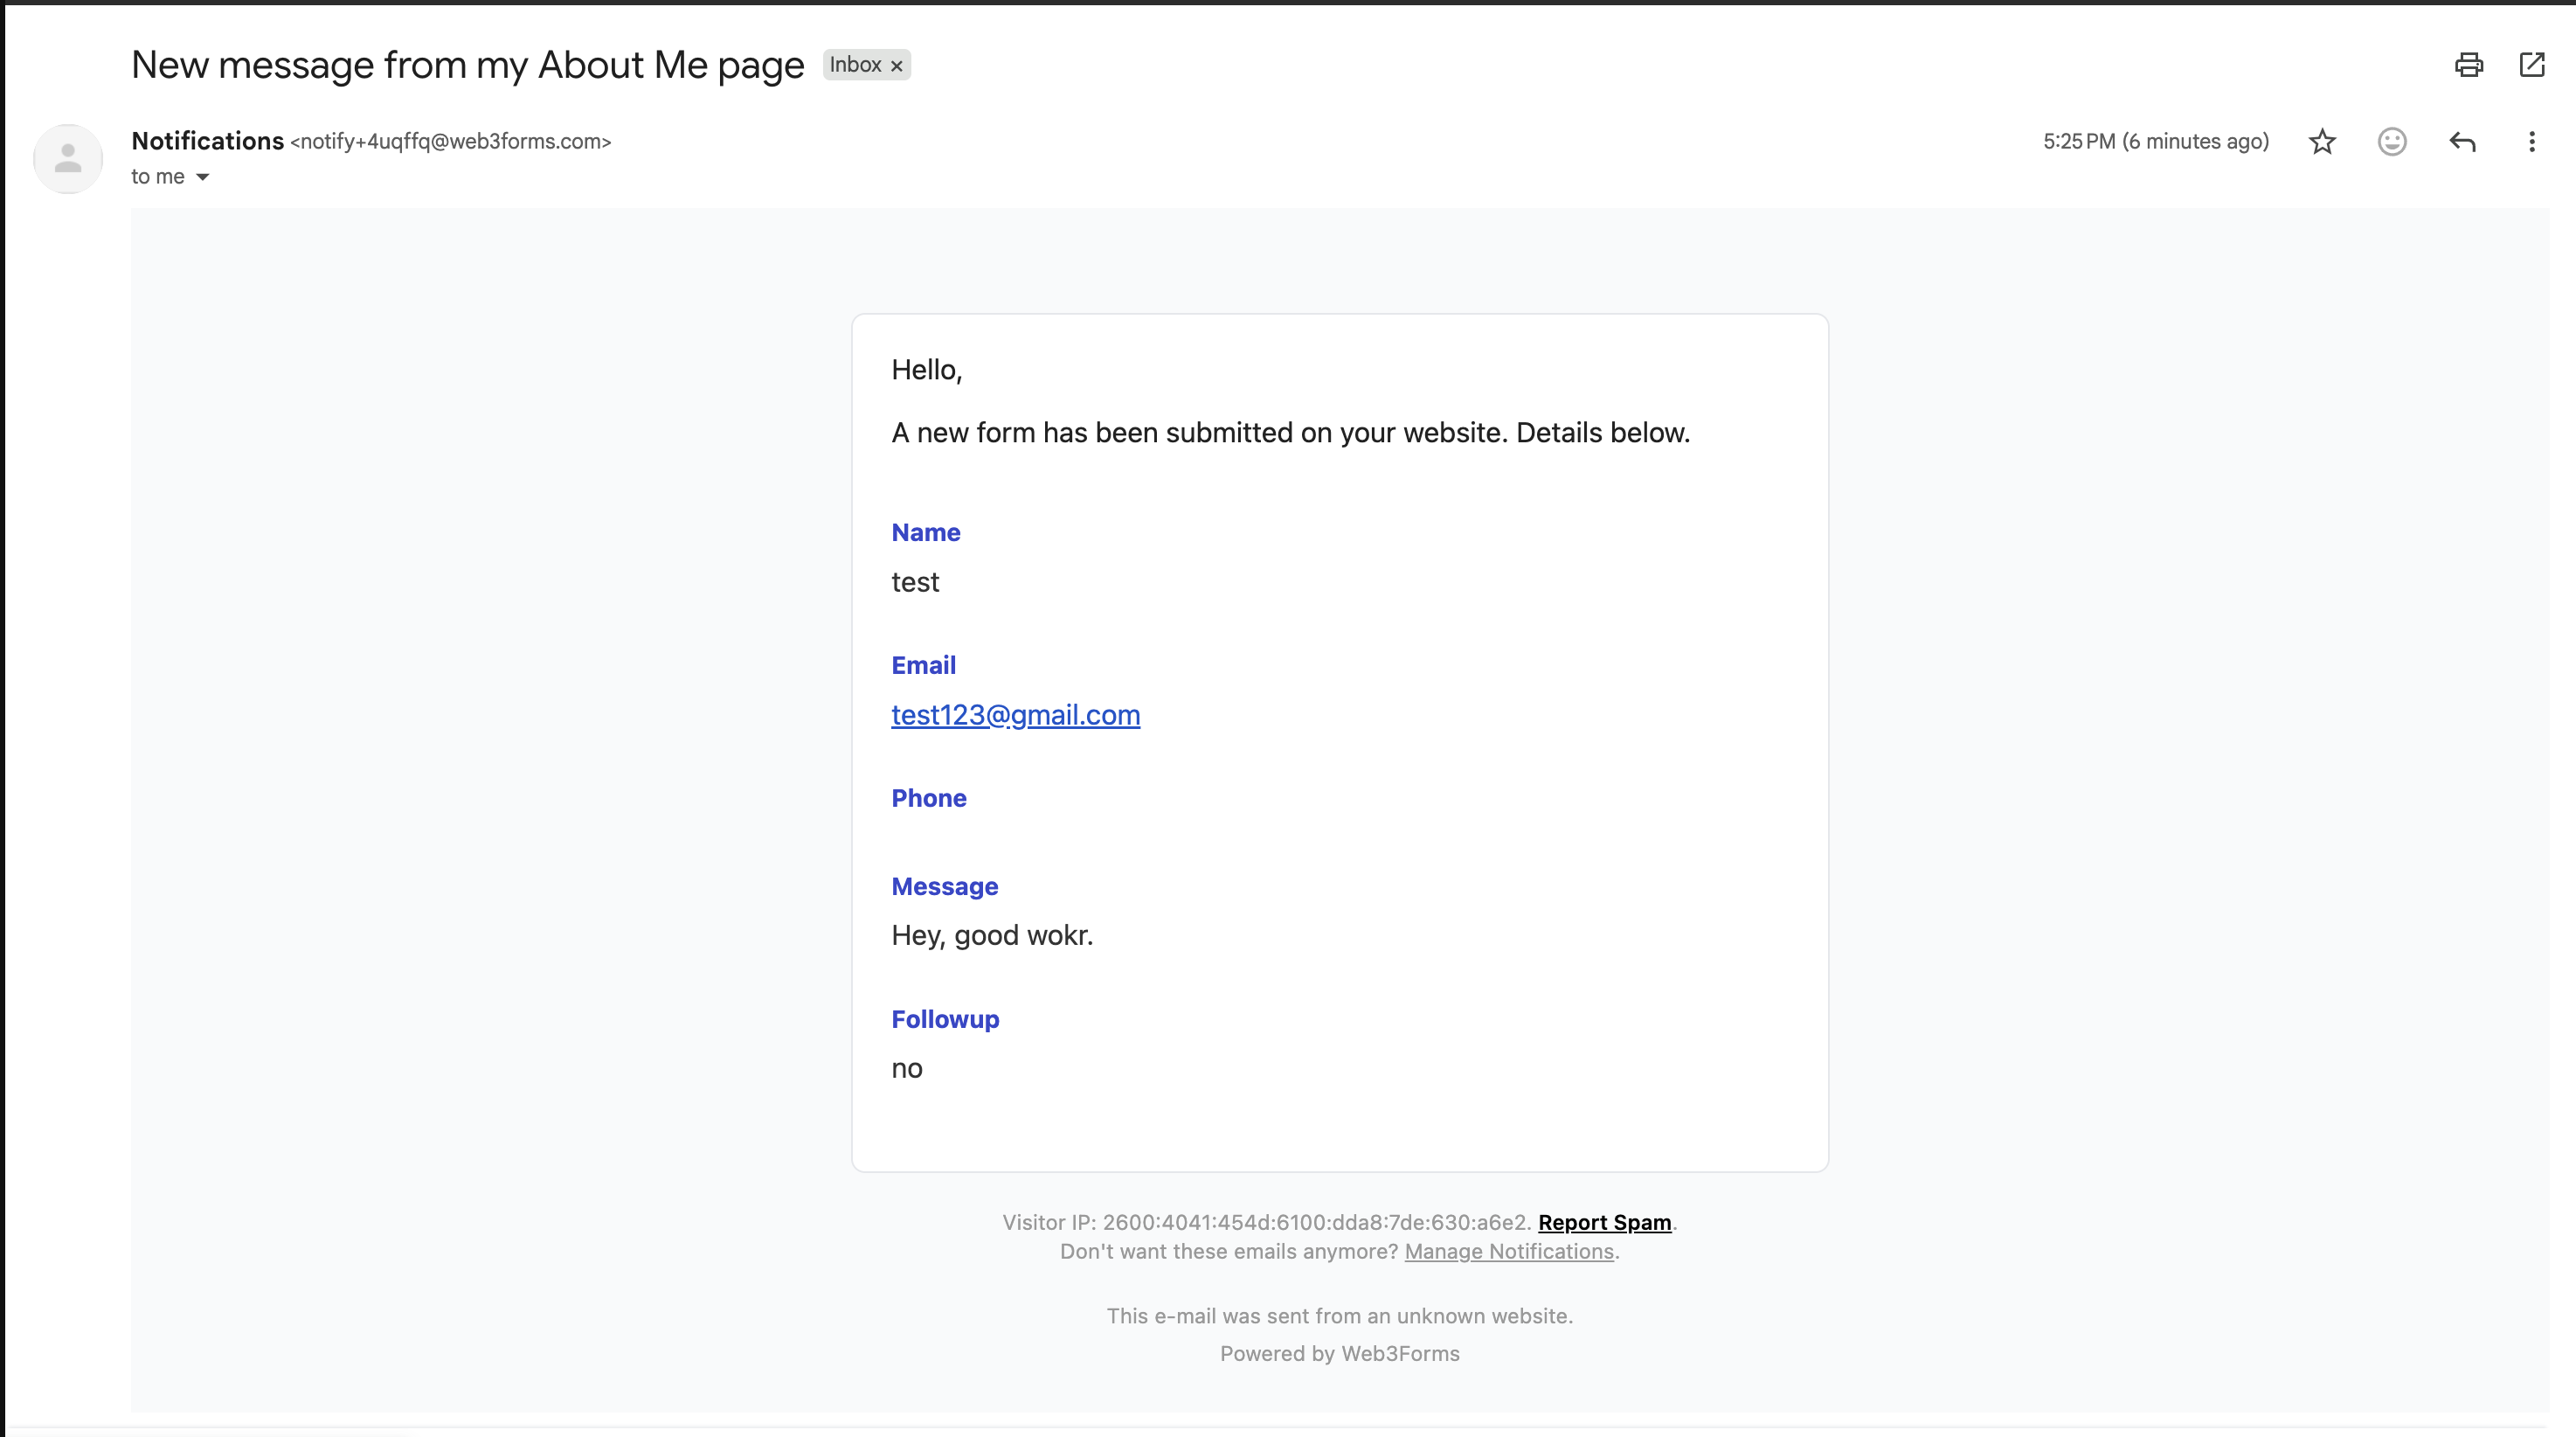 New message from my About Me page Inbox ×
Notifications <notify+4uqffq@web3forms.com> 5:25 PM (6 minutes ago)
to me
Hello,
A new form has been submitted on your website. Details below.
Name
test
Email
test123@gmail.com
Phone
Message
Hey, good wokr.
Followup
no
Visitor IP: 2600:4041:454d:6100:dda8:7de:630:a6e2. Report Spam.
Don't want these emails anymore? Manage Notifications.
This e-mail was sent from an unknown website.
Powered by Web3Forms